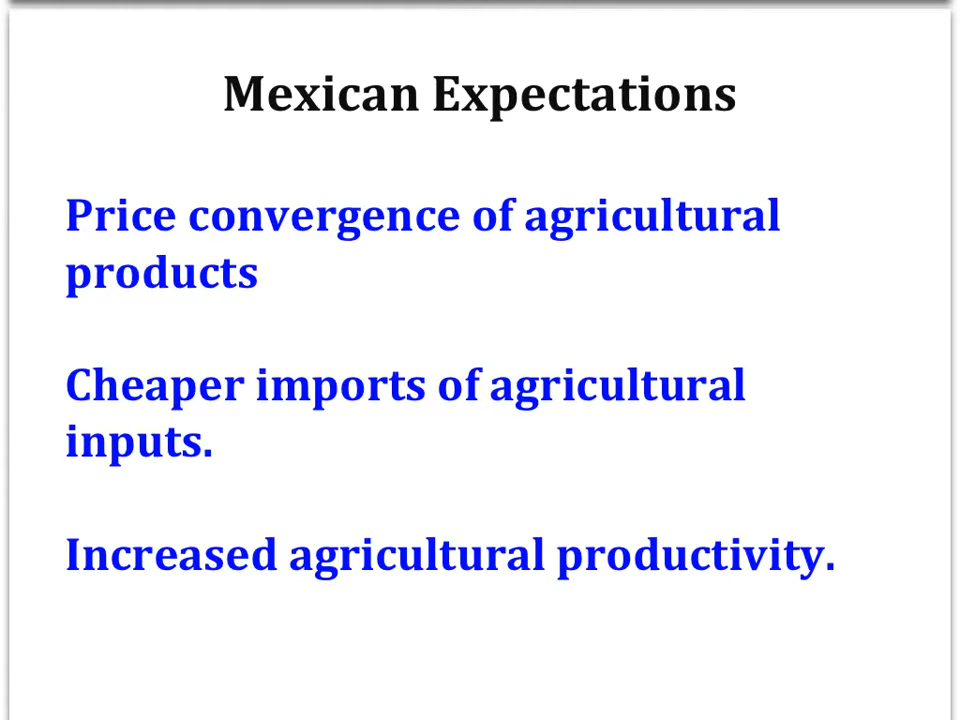 Mexican Expectations
Price convergence of agricultural
products
Cheaper imports of agricultural
inputs.
Increased agricultural productivity.